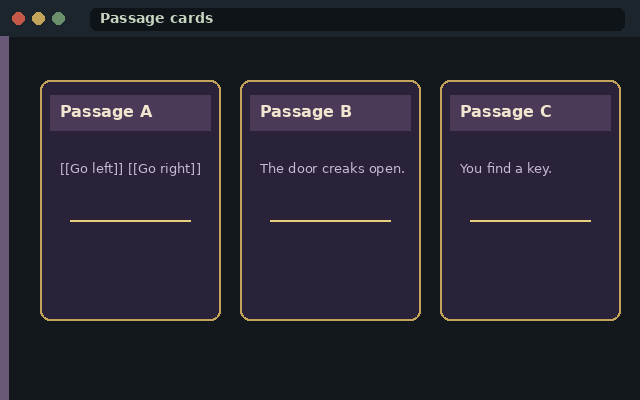 Passage cards
Passage A
[[Go left]] [[Go right]]
Passage B
The door creaks open.
Passage C
You find a key.